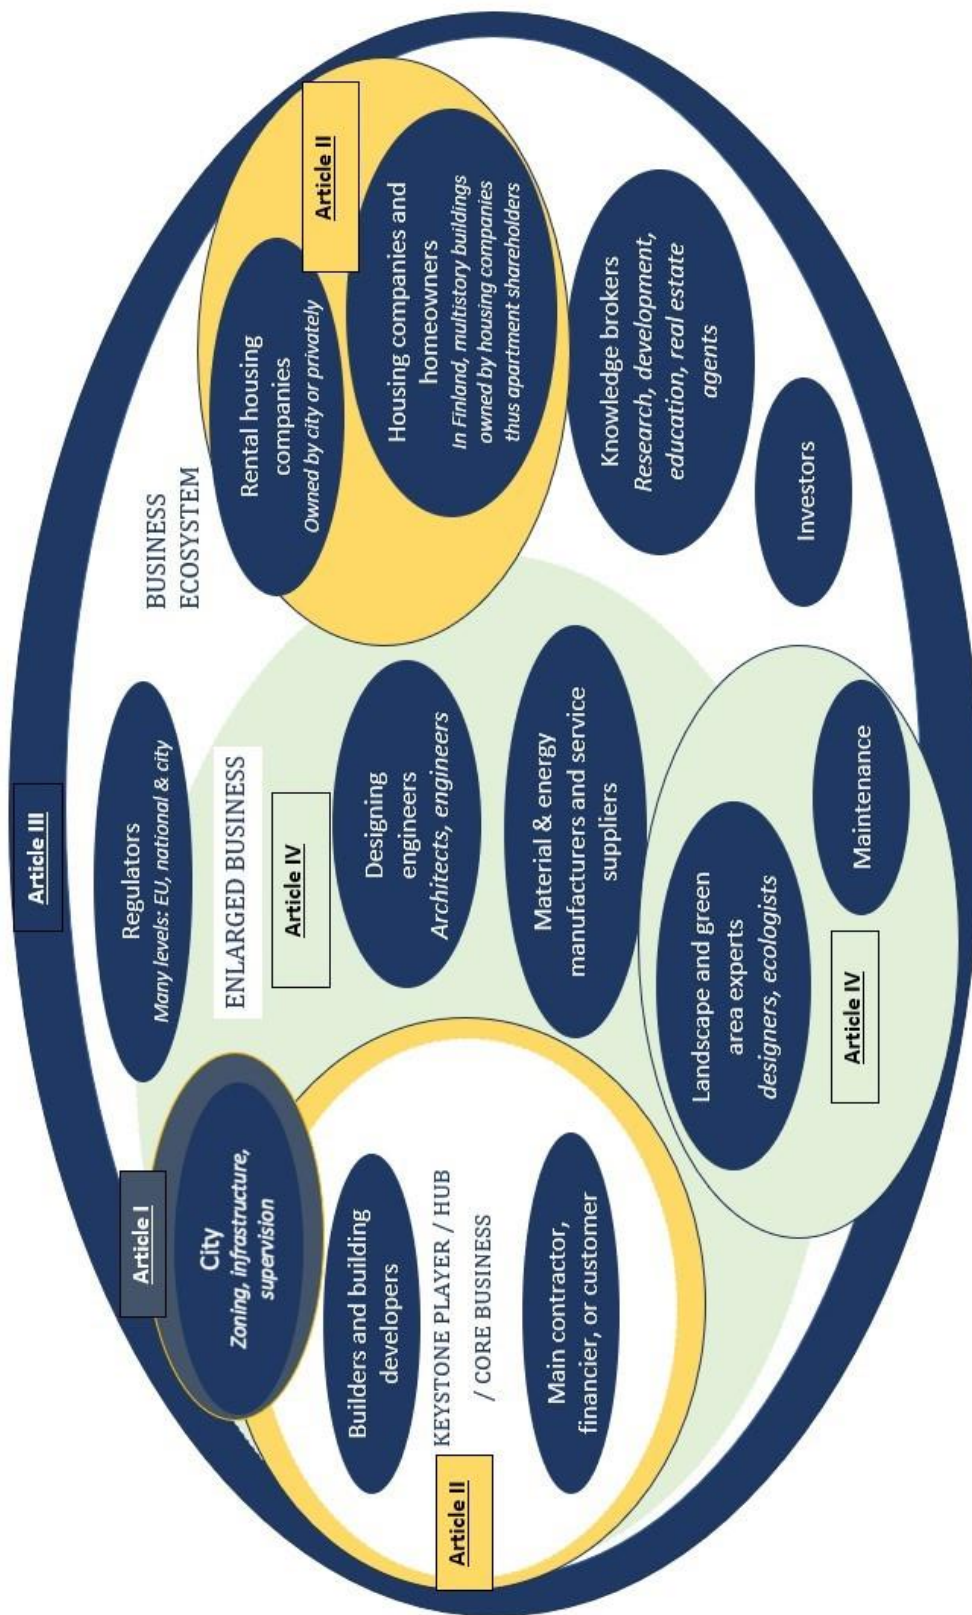 Article III
Regulators
Many levels: EU, national & city
BUSINESS
ECOSYSTEM
Article I
City
Zoning, infrastructure,
supervision
ENLARGED BUSINESS
Article IV
Rental housing
companies
Owned by city or privately
Article II
Builders and building
developers
Designing
engineers
Architects, engineers
Housing companies and
homeowners
In Finland, multistory buildings
owned by housing companies
thus apartment shareholders
Article II
KEYSTONE PLAYER / HUB
/ CORE BUSINESS
Material & energy
manufacturers and service
suppliers
Main contractor,
financier, or customer
Knowledge brokers
Research, development,
education, real estate
agents
Landscape and green
area experts
designers, ecologists
Investors
Article IV
Maintenance